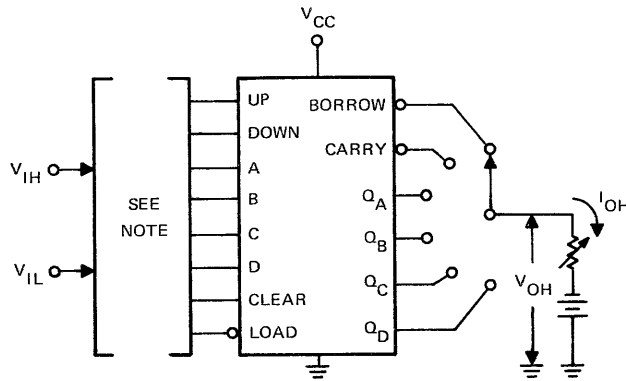 VCC
UP
BORROW
DOWN
CARRY
VIH
A
QA
B
SEE
NOTE
C
QB
D
QC
VIL
CLEAR
LOAD
QD
IOH
VOH